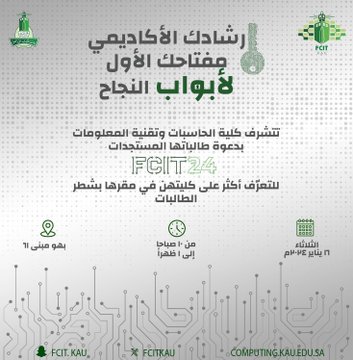 FCIT
إرشادك الأكاديمي
مفتاحك الأول
لأبواب النجاح
تتشرف كلية الحاسبات وتقنية المعلومات
بدعوة طالباتها المستجدات
FCIT24
للتعرّف أكثر على كليتهن في مقرها بشطر
الطالبات
الثلاثاء
١٦ يناير ٢٠٢٤م
من ١٠ صباحا
إلى ١ ظهراً
بهو مبنى ٦١
FCIT. KAU
FCITKAU
COMPUTING.KAU.EDU.SA